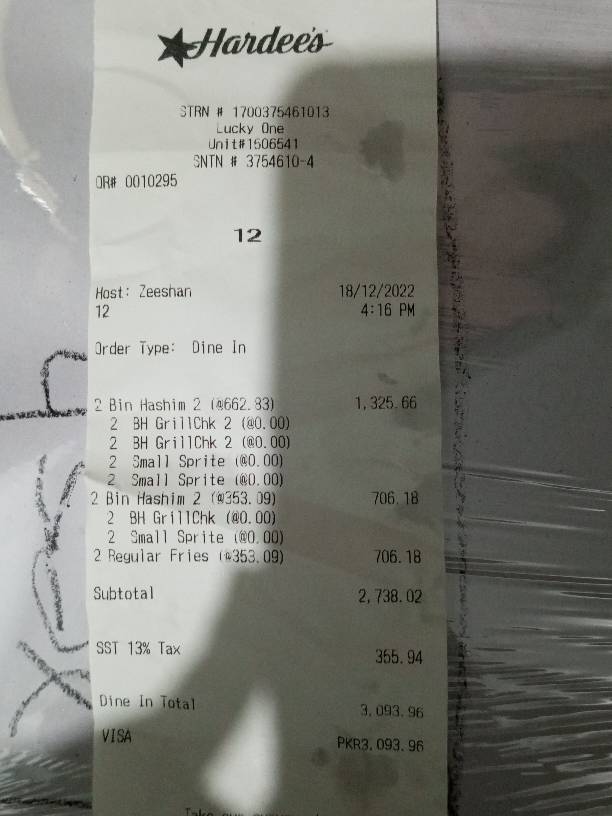 Hardee's
STRN # 1700375461013
Lucky One
Unit#1506541
SNTN # 3754610-4
QR# 0010295
12
Host: Zeeshan 18/12/2022
12 4:16 PM
Order Type: Dine In
2 Bin Hashim 2 (@662.83) 1,325.66
2 BH GrillChk 2 (@0.00)
2 BH GrillChk 2 (@0.00)
2 Small Sprite (@0.00)
2 Small Sprite (@0.00)
2 Bin Hashim 2 (@353.09) 706.18
2 BH GrillChk (@0.00)
2 Small Sprite (@0.00)
2 Regular Fries (@353.09) 706.18
Subtotal 2,738.02
SST 13% Tax 355.94
Dine In Total 3,093.96
VISA PKR3,093.96